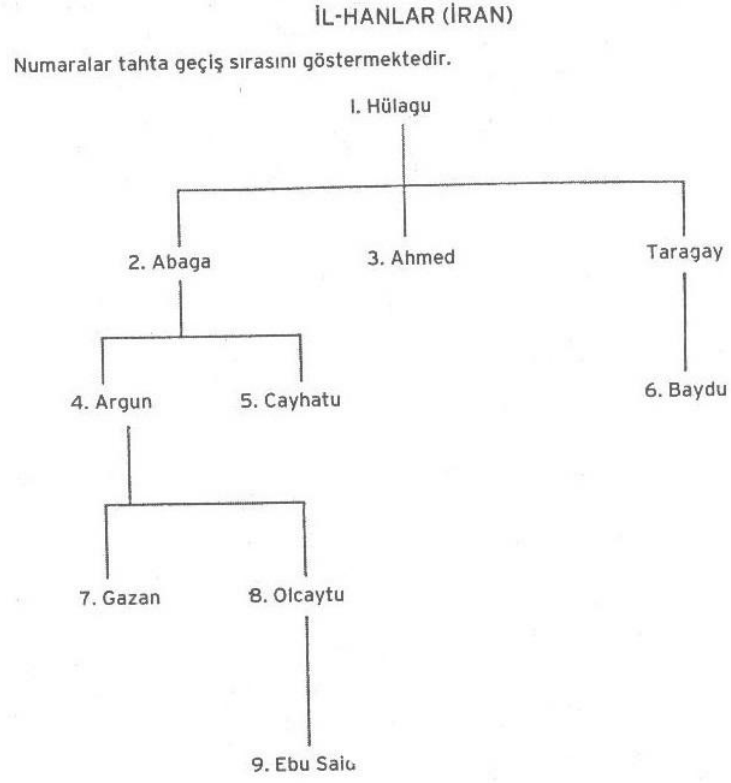 İL-HANLAR (İRAN)
Numaralar tahta geçiş sırasını göstermektedir.
1. Hülagu
2. Abaga
3. Ahmed
Taragay
4. Argun
5. Cayhatu
6. Baydu
7. Gazan
8. Olcaytu
9. Ebu Said